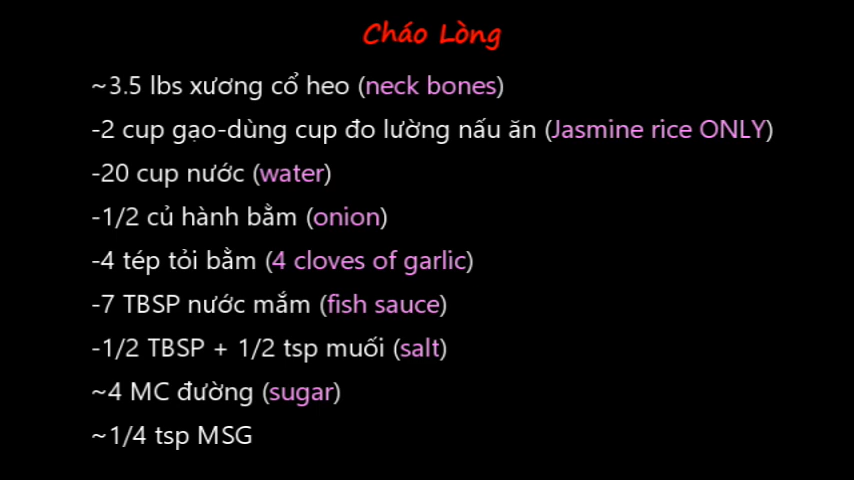 Cháo Lòng
~3.5 lbs xương cổ heo (neck bones)
-2 cup gạo-dùng cup đo lường nấu ăn (Jasmine rice ONLY)
-20 cup nước (water)
-1/2 củ hành bằm (onion)
-4 tép tỏi bằm (4 cloves of garlic)
-7 TBSP nước mắm (fish sauce)
-1/2 TBSP + 1/2 tsp muối (salt)
~4 MC đường (sugar)
~1/4 tsp MSG